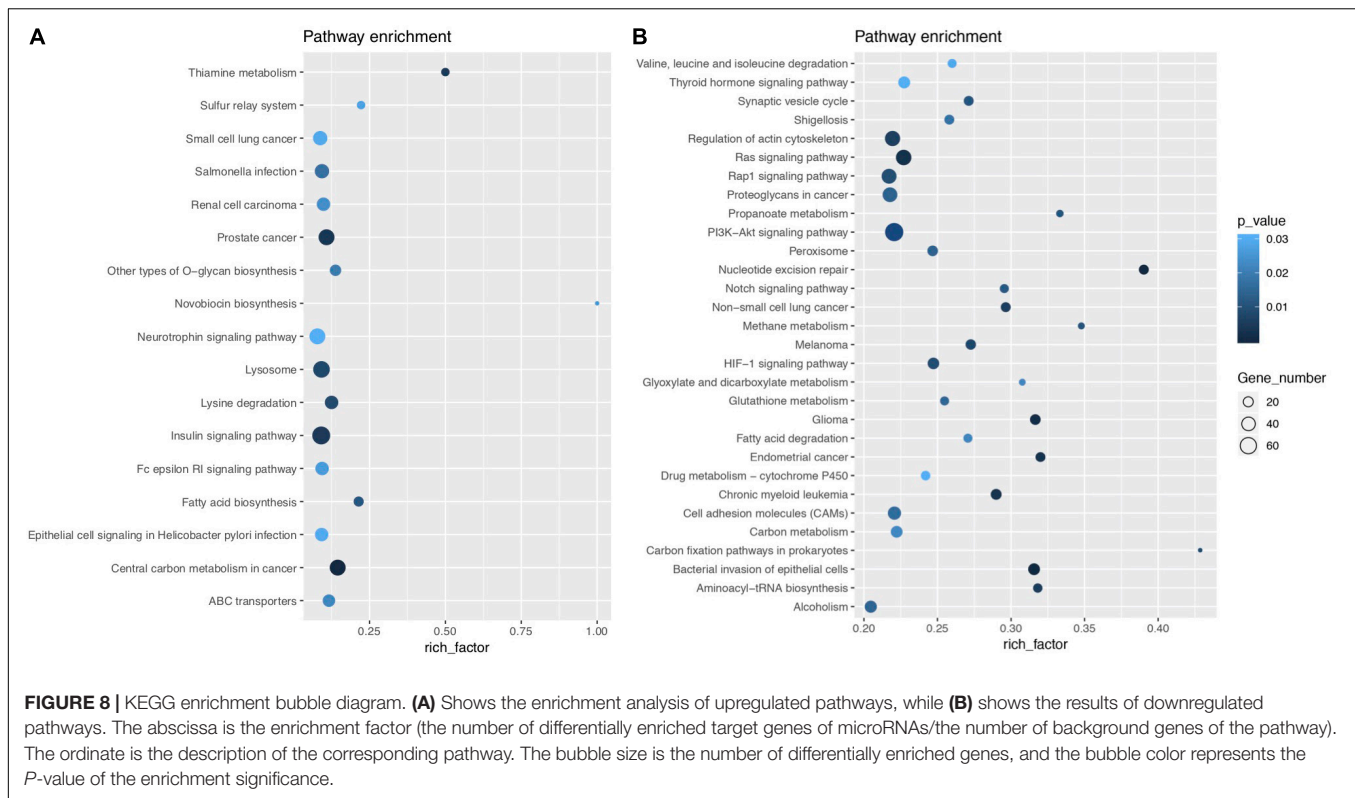 A
Pathway enrichment
Thiamine metabolism
Sulfur relay system
Small cell lung cancer
Salmonella infection
Renal cell carcinoma
Prostate cancer
Other types of O−glycan biosynthesis
Novobiocin biosynthesis
Neurotrophin signaling pathway
Lysosome
Lysine degradation
Insulin signaling pathway
Fc epsilon RI signaling pathway
Fatty acid biosynthesis
Epithelial cell signaling in Helicobacter pylori infection
Central carbon metabolism in cancer
ABC transporters
0.25 0.50 0.75 1.00
rich_factor
B
Pathway enrichment
Valine, leucine and isoleucine degradation
Thyroid hormone signaling pathway
Synaptic vesicle cycle
Shigellosis
Regulation of actin cytoskeleton
Ras signaling pathway
Rap1 signaling pathway
Proteoglycans in cancer
Propanoate metabolism
PI3K−Akt signaling pathway
Peroxisome
Nucleotide excision repair
Notch signaling pathway
Non−small cell lung cancer
Methane metabolism
Melanoma
HIF−1 signaling pathway
Glyoxylate and dicarboxylate metabolism
Glutathione metabolism
Glioma
Fatty acid degradation
Endometrial cancer
Drug metabolism − cytochrome P450
Chronic myeloid leukemia
Cell adhesion molecules (CAMs)
Carbon metabolism
Carbon fixation pathways in prokaryotes
Bacterial invasion of epithelial cells
Aminoacyl−tRNA biosynthesis
Alcoholism
0.20 0.25 0.30 0.35 0.40
rich_factor
p_value
0.03
0.02
0.01
Gene_number
20
40
60
FIGURE 8 | KEGG enrichment bubble diagram. (A) Shows the enrichment analysis of upregulated pathways, while (B) shows the results of downregulated
pathways. The abscissa is the enrichment factor (the number of differentially enriched target genes of microRNAs/the number of background genes of the pathway).
The ordinate is the description of the corresponding pathway. The bubble size is the number of differentially enriched genes, and the bubble color represents the
P-value of the enrichment significance.